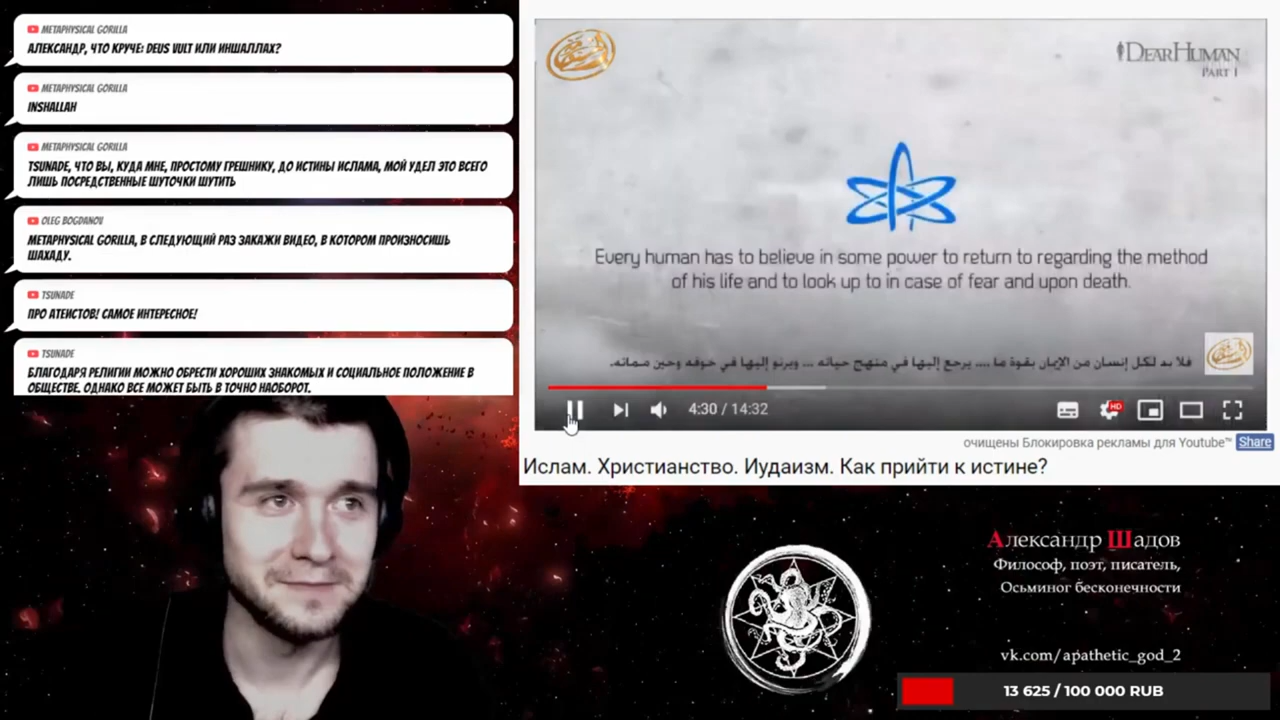 METAPHYSICAL GORILLA
АЛЕКСАНДР, ЧТО КРУЧЕ: DEUS VULT ИЛИ ИНШАЛЛАХ?
METAPHYSICAL GORILLA
INSHALLAH
METAPHYSICAL GORILLA
TSUNADE, ЧТО ВЫ, КУДА МНЕ, ПРОСТОМУ ГРЕШНИКУ, ДО ИСТИНЫ ИСЛАМА, МОЙ УДЕЛ ЭТО ВСЕГО
ЛИШЬ ПОСРЕДСТВЕННЫЕ ШУТОЧКИ ШУТИТЬ
OLEG BOGDANOV
METAPHYSICAL GORILLA, В СЛЕДУЮЩИЙ РАЗ ЗАКАЖИ ВИДЕО, В КОТОРОМ ПРОИЗНОСИШЬ
ШАХАДУ.
TSUNADE
ПРО АТЕИСТОВ! САМОЕ ИНТЕРЕСНОЕ!
TSUNADE
БЛАГОДАРЯ РЕЛИГИИ МОЖНО ОБРЕСТИ ХОРОШИХ ЗНАКОМЫХ И СОЦИАЛЬНОЕ ПОЛОЖЕНИЕ В
ОБЩЕСТВЕ. ОДНАКО ВСЕ МОЖЕТ БЫТЬ В ТОЧНО НАОБОРОТ.
DEARHUMAN
PART I
Every human has to believe in some power to return to regarding the method
of his life and to look up to in case of fear and upon death.
فلا بد لكل إنسان من الإيمان بقوة ما .... يرجع إليها في منهج حياته ... ويرنو إليها في خوفه وحين مماته.
4:30 / 14:32
HD
очищены Блокировка рекламы для Youtube™ Share
Ислам. Христианство. Иудаизм. Как прийти к истине?
Александр Шадов
Философ, поэт, писатель,
Осьминог бесконечности
vk.com/apathetic_god_2
13 625 / 100 000 RUB